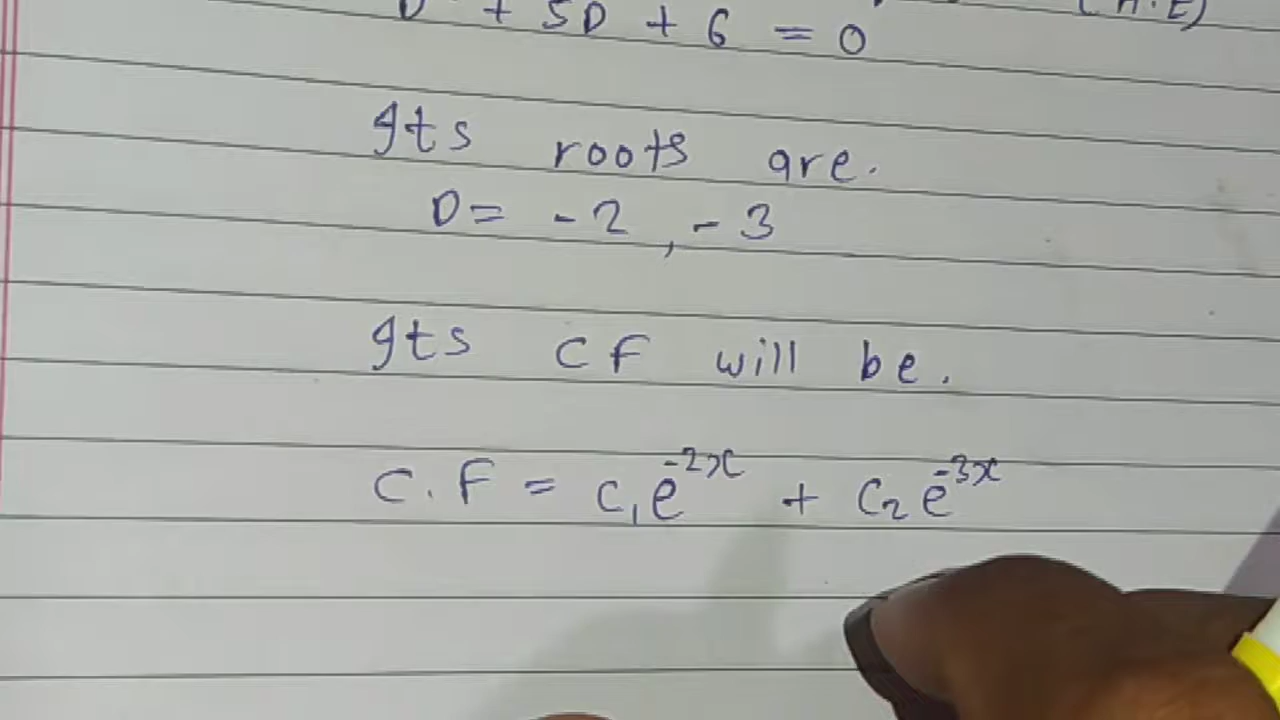 D + 5D + 6 = 0 (A.E)
Its roots are.
D = -2, -3
Its CF will be.
C.F = C₁e⁻²ˣ + C₂e⁻³ˣ